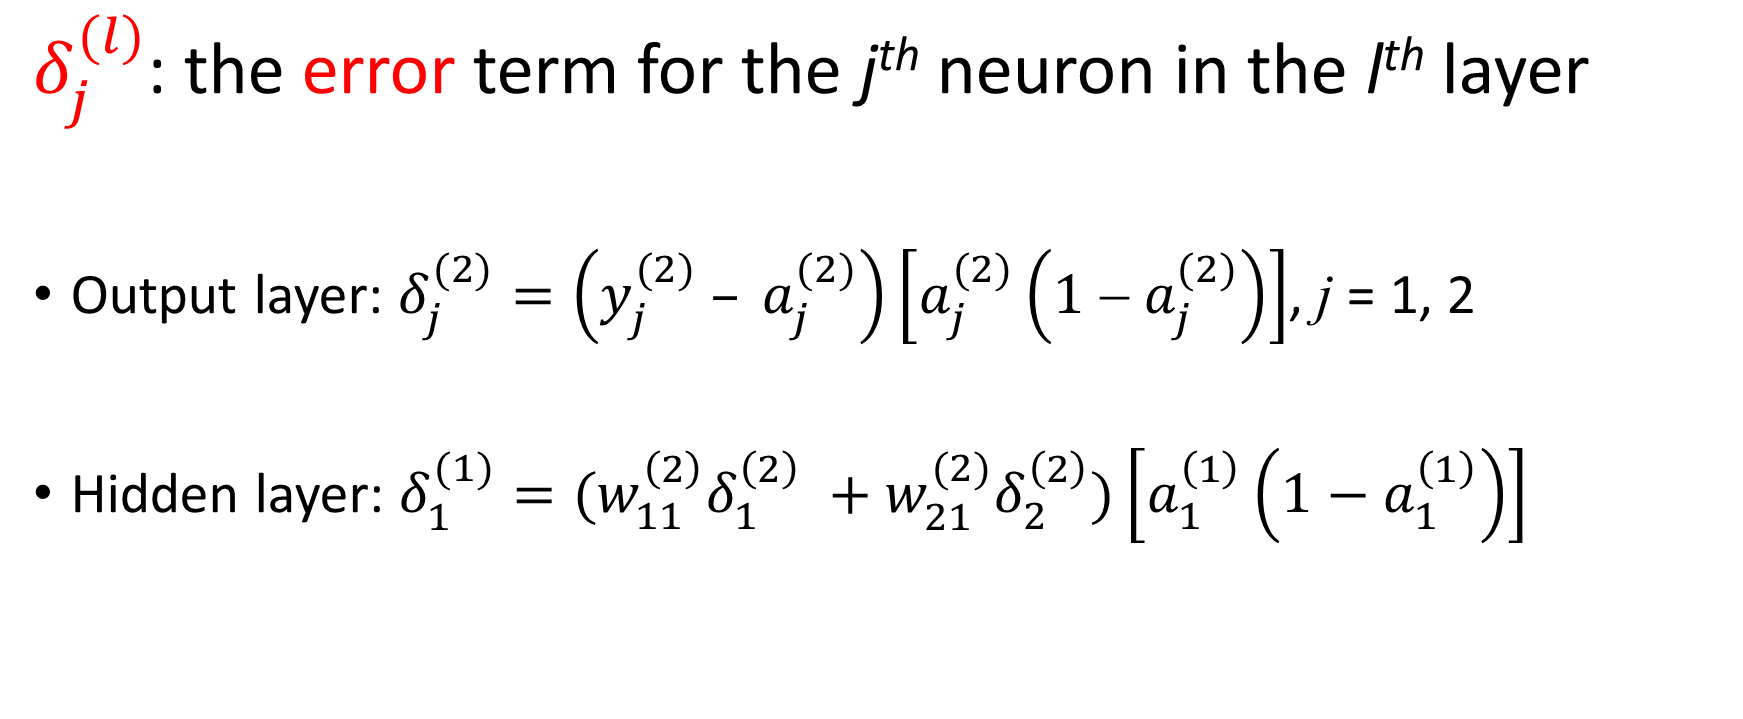 δ_j^(l): the error term for the j^th neuron in the l^th layer
• Output layer: δ_j^(2) = (y_j^(2) – a_j^(2)) [a_j^(2) (1 − a_j^(2))], j = 1, 2
• Hidden layer: δ_1^(1) = (w_11^(2) δ_1^(2) + w_21^(2) δ_2^(2)) [a_1^(1) (1 − a_1^(1))]